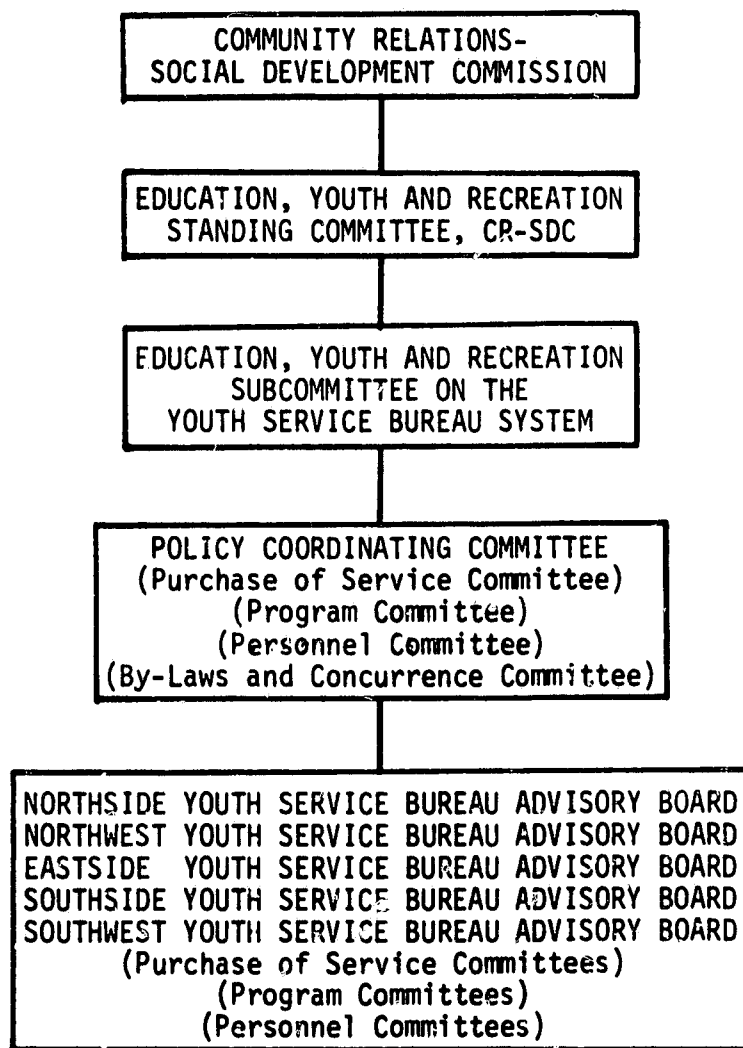 COMMUNITY RELATIONS-
SOCIAL DEVELOPMENT COMMISSION
EDUCATION, YOUTH AND RECREATION
STANDING COMMITTEE, CR-SDC
EDUCATION, YOUTH AND RECREATION
SUBCOMMITTEE ON THE
YOUTH SERVICE BUREAU SYSTEM
POLICY COORDINATING COMMITTEE
(Purchase of Service Committee)
(Program Committee)
(Personnel Committee)
(By-Laws and Concurrence Committee)
NORTHSIDE YOUTH SERVICE BUREAU ADVISORY BOARD
NORTHWEST YOUTH SERVICE BUREAU ADVISORY BOARD
EASTSIDE YOUTH SERVICE BUREAU ADVISORY BOARD
SOUTHSIDE YOUTH SERVICE BUREAU ADVISORY BOARD
SOUTHWEST YOUTH SERVICE BUREAU ADVISORY BOARD
(Purchase of Service Committees)
(Program Committees)
(Personnel Committees)